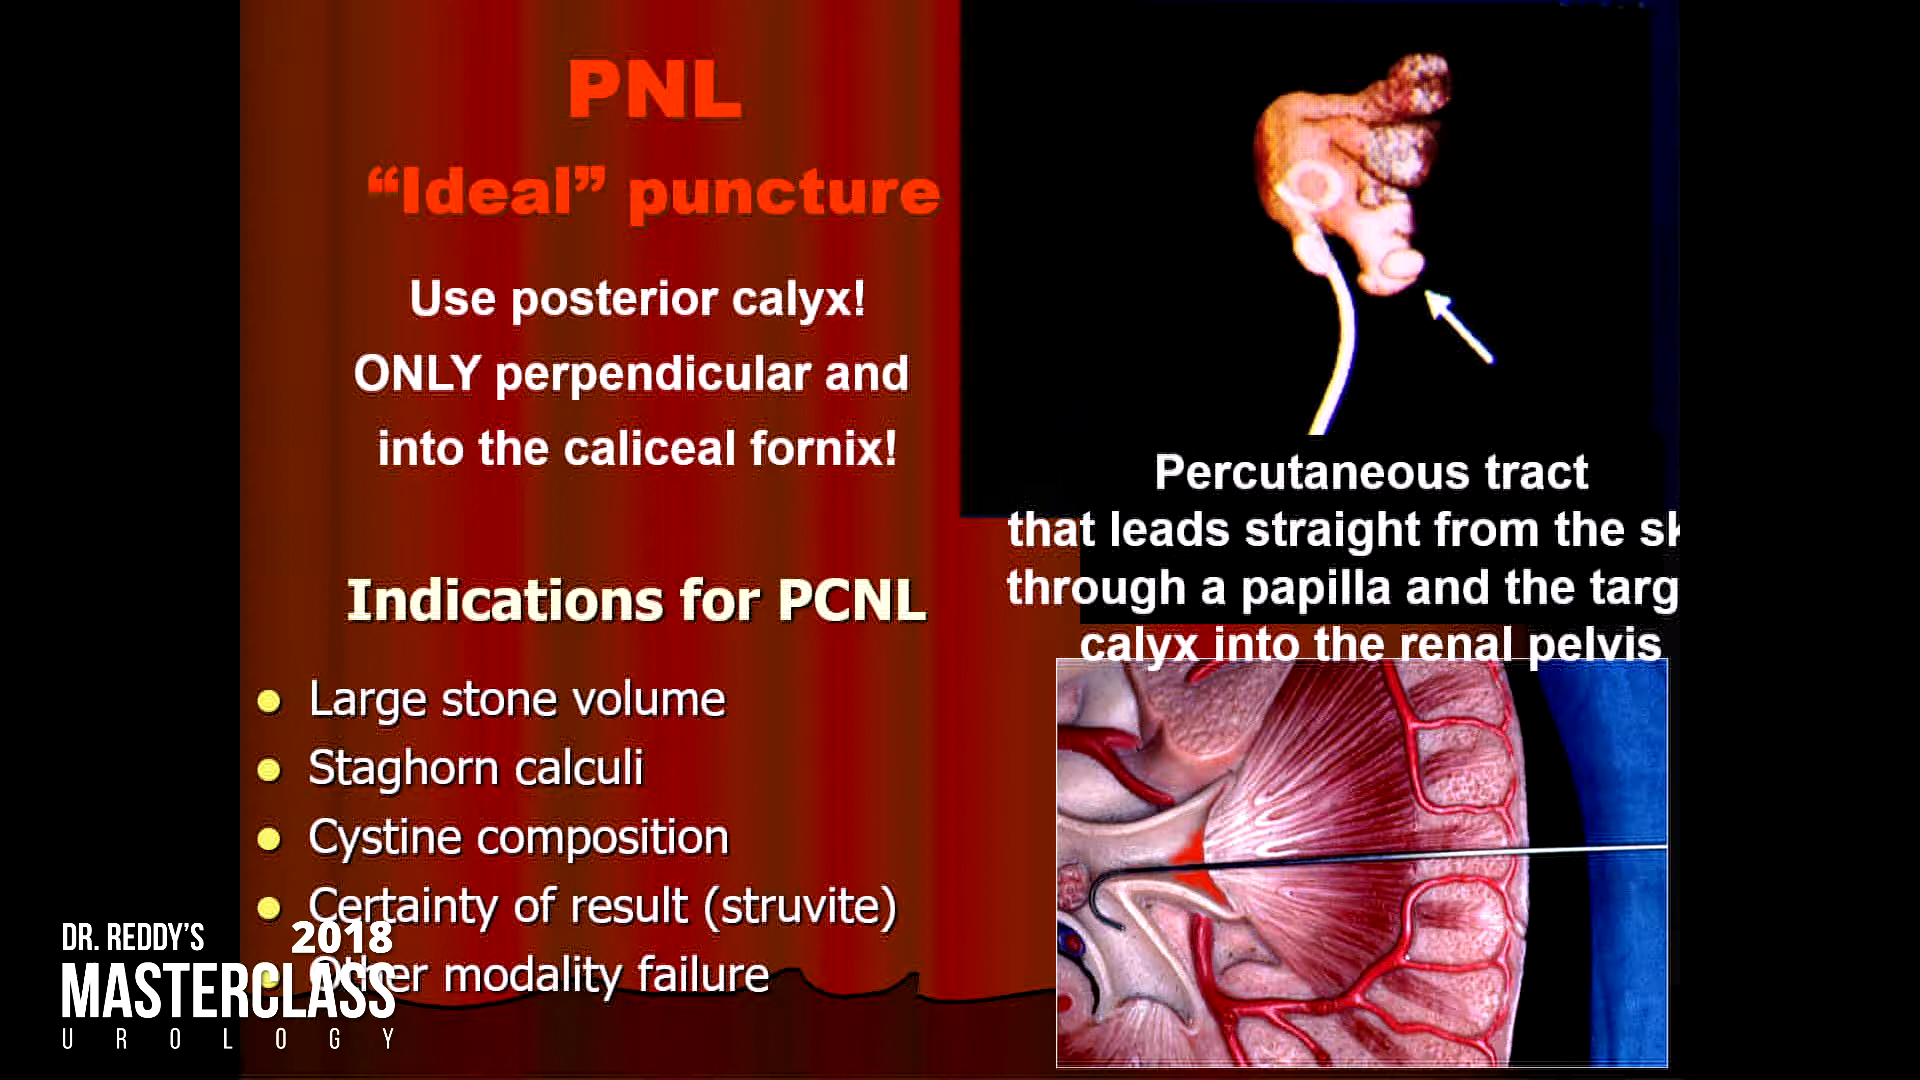 PNL
“Ideal” puncture
Use posterior calyx!
ONLY perpendicular and
into the caliceal fornix!
Percutaneous tract
that leads straight from the sk
through a papilla and the targ
calyx into the renal pelvis
Indications for PCNL
Large stone volume
Staghorn calculi
Cystine composition
Certainty of result (struvite)
Other modality failure
DR. REDDY'S 2018
MASTERCLASS
UROLOGY